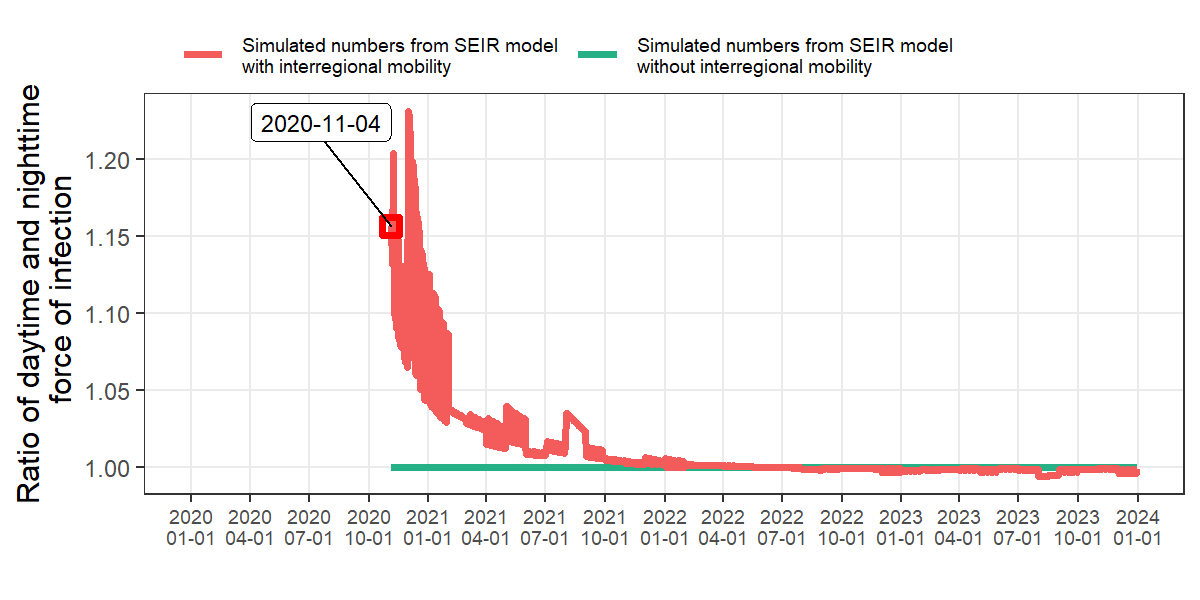 Simulated numbers from SEIR model
with interregional mobility
Simulated numbers from SEIR model
without interregional mobility
Ratio of daytime and nighttime
force of infection
2020-11-04
1.20
1.15
1.10
1.05
1.00
2020 2020 2020 2020 2021 2021 2021 2021 2022 2022 2022 2022 2023 2023 2023 2023 2024
01-01 04-01 07-01 10-01 01-01 04-01 07-01 10-01 01-01 04-01 07-01 10-01 01-01 04-01 07-01 10-01 01-01